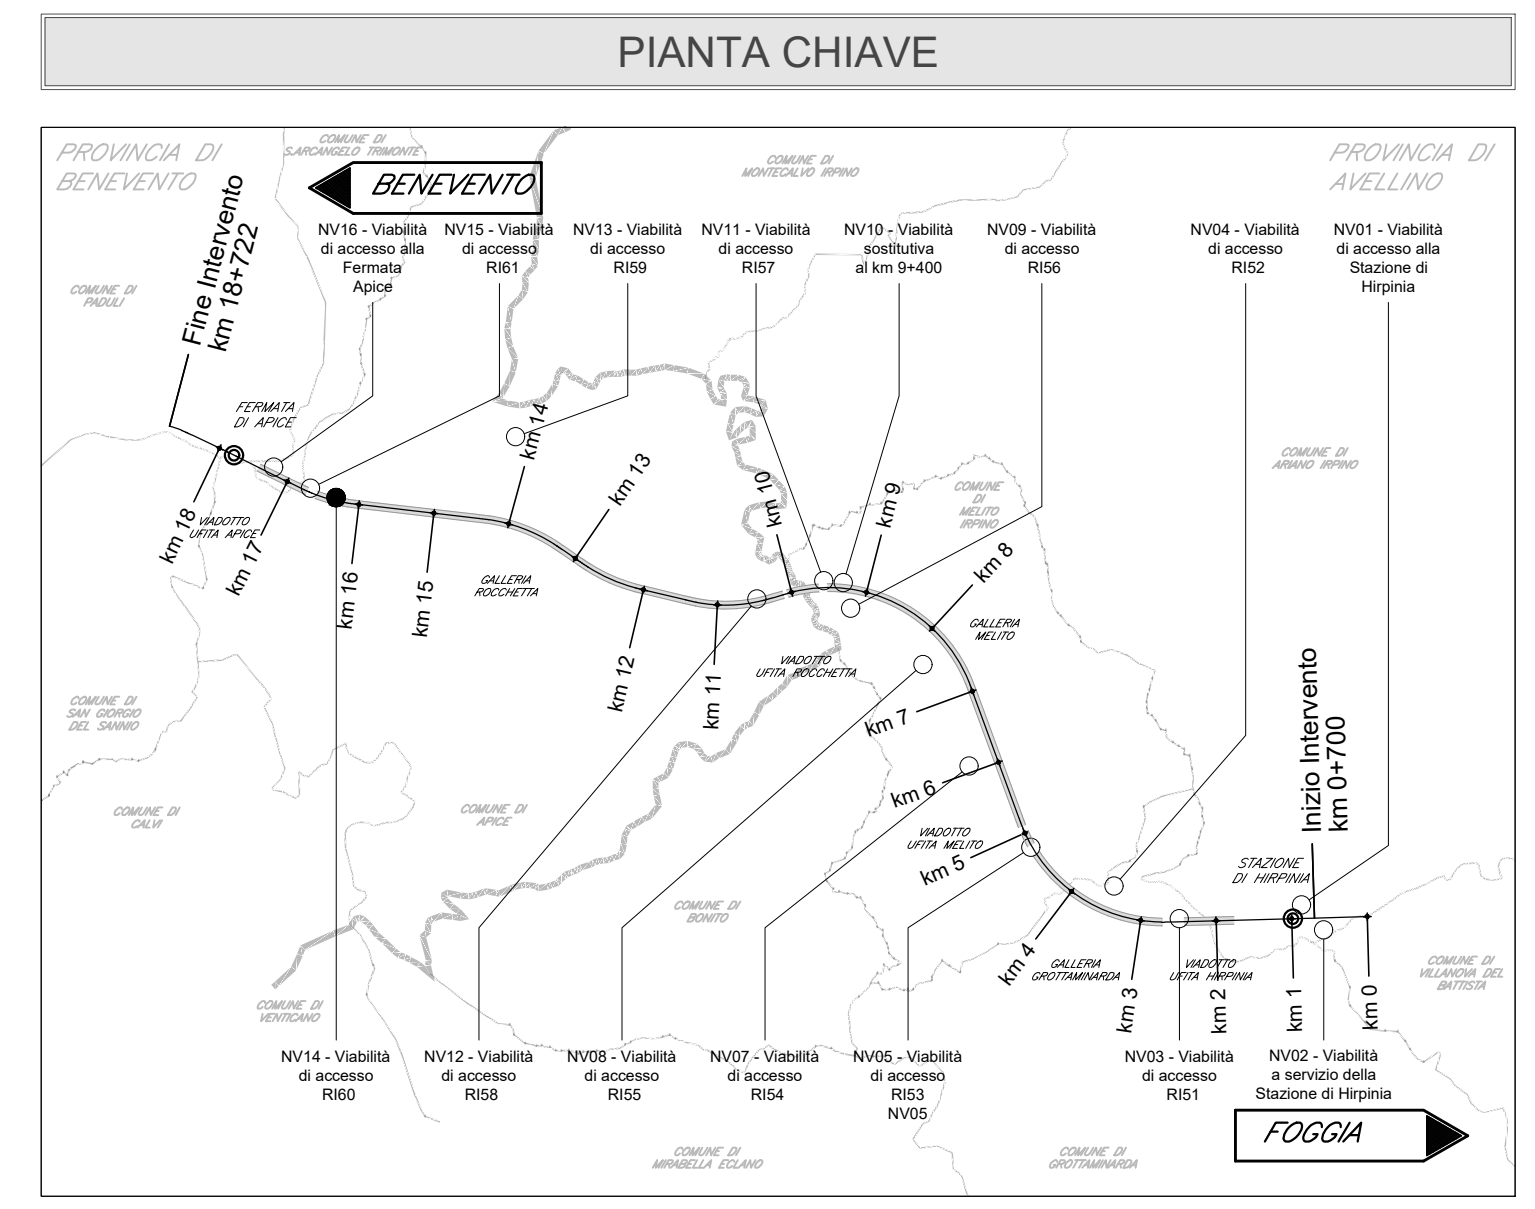 PIANTA CHIAVE
PROVINCIA DI
BENEVENTO
COMUNE DI
S.ARCANGELO TRIMONTE
BENEVENTO
COMUNE DI
MONTECALVO IRPINO
PROVINCIA DI
AVELLINO
Fine Intervento
km 18+722
NV16 - Viabilità
di accesso alla
Fermata
Apice
NV15 - Viabilità
di accesso
RI61
NV13 - Viabilità
di accesso
RI59
NV11 - Viabilità
di accesso
RI57
NV10 - Viabilità
sostitutiva
al km 9+400
NV09 - Viabilità
di accesso
RI56
NV04 - Viabilità
di accesso
RI52
NV01 - Viabilità
di accesso alla
Stazione di
Hirpinia
COMUNE DI
PADULI
FERMATA
DI APICE
km 14
km 13
km 10
km 9
COMUNE DI
MELITO
IRPINO
COMUNE DI
ARIANO IRPINO
km 18
VIADOTTO
UFITA APICE
km 17
km 16
km 15
GALLERIA
ROCCHETTA
km 12
km 11
VIADOTTO
UFITA ROCCHETTA
km 8
GALLERIA
MELITO
km 7
km 6
COMUNE DI
SAN GIORGIO
DEL SANNIO
COMUNE DI
CALVI
COMUNE DI
APICE
VIADOTTO
UFITA MELITO
km 5
Inizio Intervento
km 0+700
STAZIONE
DI HIRPINIA
COMUNE DI
BONITO
km 4
GALLERIA
GROTTAMINARDA
km 3
VIADOTTO
UFITA HIRPINIA
km 2
km 1
km 0
COMUNE DI
VILLANOVA DEL
BATTISTA
COMUNE DI
VENTICANO
NV14 - Viabilità
di accesso
RI60
NV12 - Viabilità
di accesso
RI58
NV08 - Viabilità
di accesso
RI55
NV07 - Viabilità
di accesso
RI54
NV05 - Viabilità
di accesso
RI53
NV05
NV03 - Viabilità
di accesso
RI51
NV02 - Viabilità
a servizio della
Stazione di Hirpinia
FOGGIA
COMUNE DI
MIRABELLA ECLANO
COMUNE DI
GROTTAMINARDA